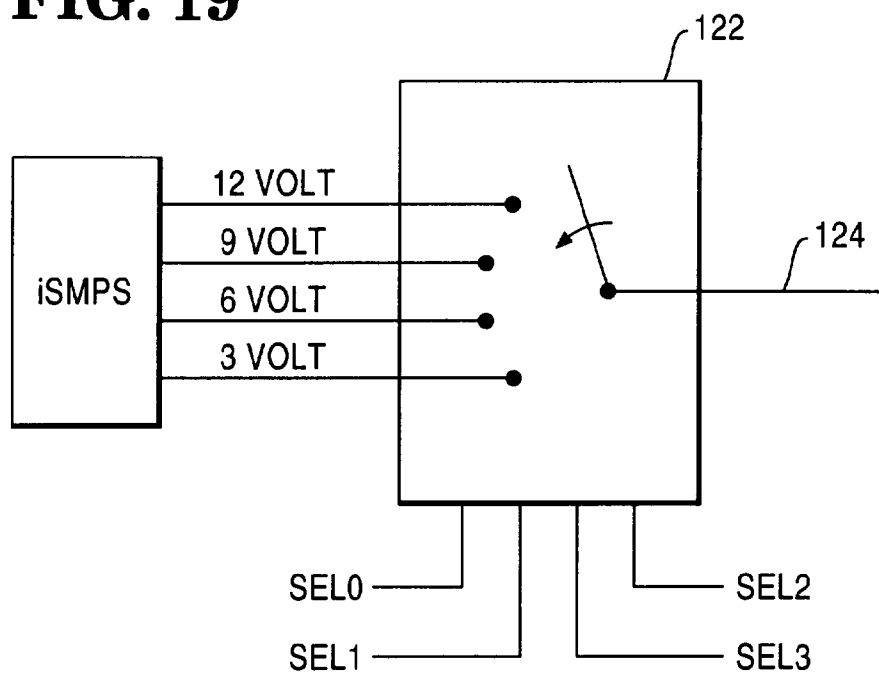 FIG. 19
122
12 VOLT
9 VOLT
124
iSMPS
6 VOLT
3 VOLT
SEL0
SEL2
SEL1
SEL3